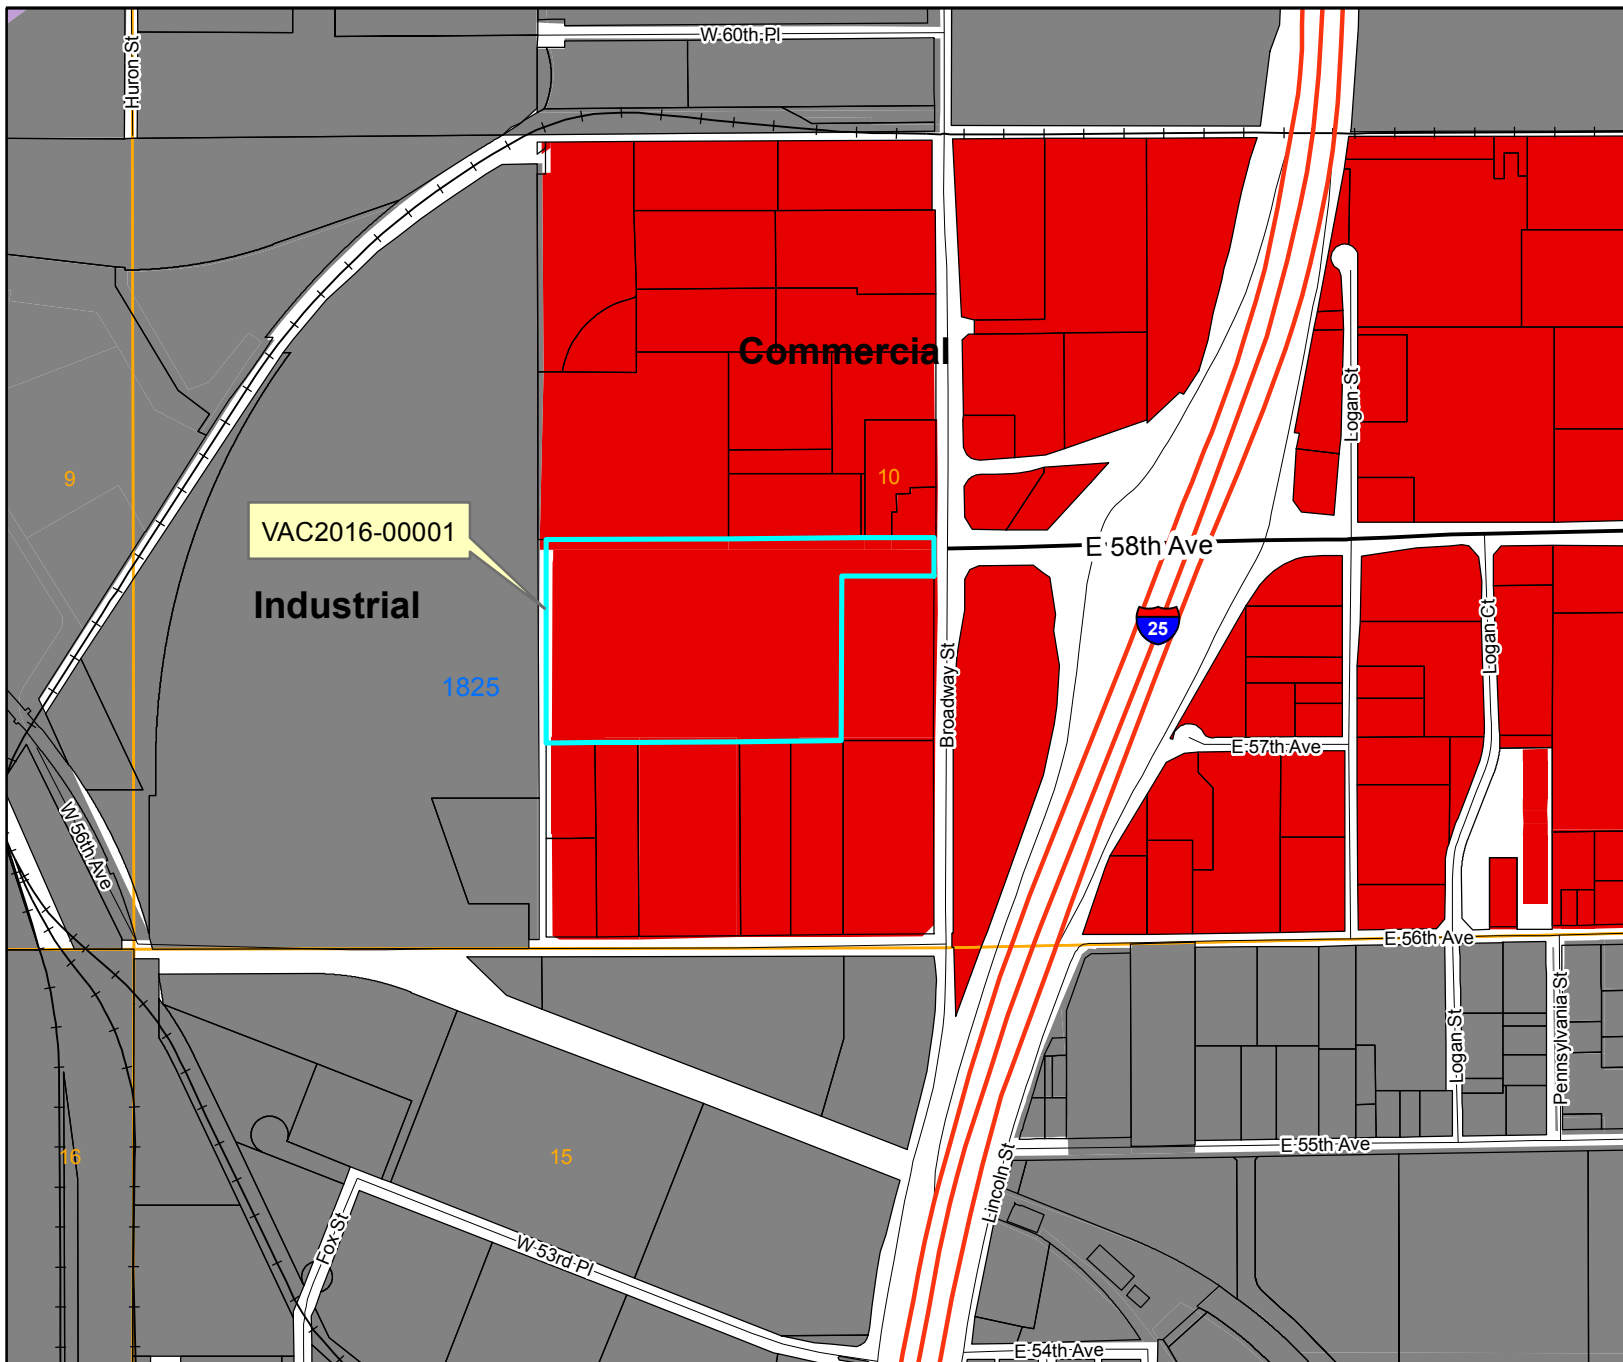 W 60th Pl
Huron St
Commercial
Logan St
9
10
VAC2016-00001
E 58th Ave
Industrial
25
Logan Ct
1825
Broadway St
E 57th Ave
W 56th Ave
E 56th Ave
Logan St
Pennsylvania St
16
15
E 55th Ave
Lincoln St
Fox St
W 53rd Pl
E 54th Ave